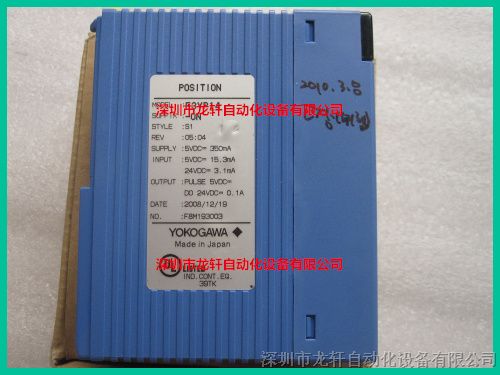 POSITION
MODEL
深圳市龙轩自动化设备有限公司
STYLE :S1
REV :05:04
SUPPLY :5VDC⎓ 350mA
INPUT :5VDC⎓ 15.3mA
24VDC⎓ 3.1mA
OUTPUT :PULSE 5VDC⎓
DO 24VDC⎓ 0.1A
DATE :2008/12/19
NO. :F8M193003
YOKOGAWA
Made in Japan
深圳市龙轩自动化设备有限公司
LISTED
IND.CONT.EQ.
39TK
2010.3.
深圳市龙轩自动化设备有限公司